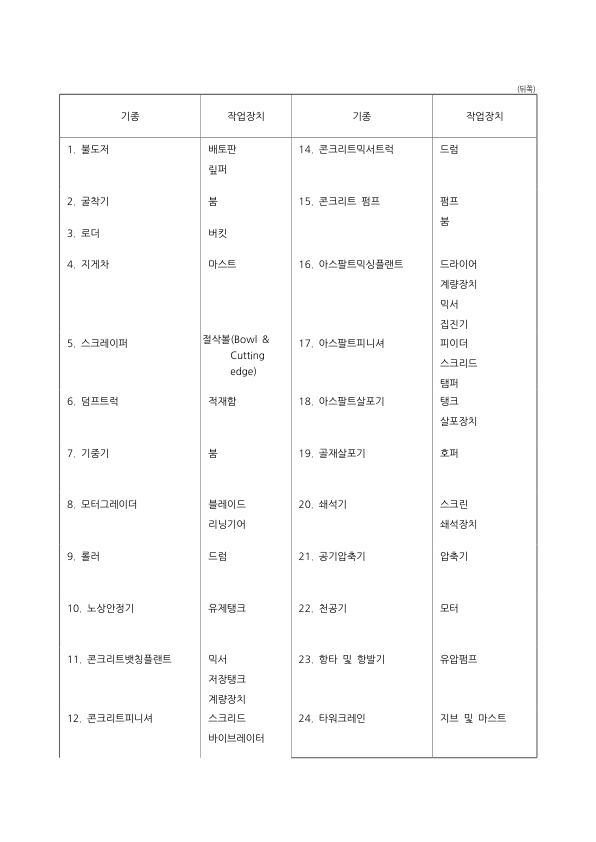 (뒤쪽)
기종 작업장치 기종 작업장치
1. 불도저 배토판 14. 콘크리트믹서트럭 드럼
맆퍼
2. 굴착기 붐 15. 콘크리트 펌프 펌프
붐
3. 로더 버킷
4. 지게차 마스트 16. 아스팔트믹싱플랜트 드라이어
계량장치
믹서
집진기
5. 스크레이퍼 절삭볼(Bowl & 17. 아스팔트피니셔 피이더
Cutting 스크리드
edge) 탬퍼
6. 덤프트럭 적재함 18. 아스팔트살포기 탱크
살포장치
7. 기중기 붐 19. 골재살포기 호퍼
8. 모터그레이더 블레이드 20. 쇄석기 스크린
리닝기어 쇄석장치
9. 롤러 드럼 21. 공기압축기 압축기
10. 노상안정기 유제탱크 22. 천공기 모터
11. 콘크리트뱃칭플랜트 믹서 23. 항타 및 항발기 유압펌프
저장탱크
계량장치
12. 콘크리트피니셔 스크리드 24. 타워크레인 지브 및 마스트
바이브레이터